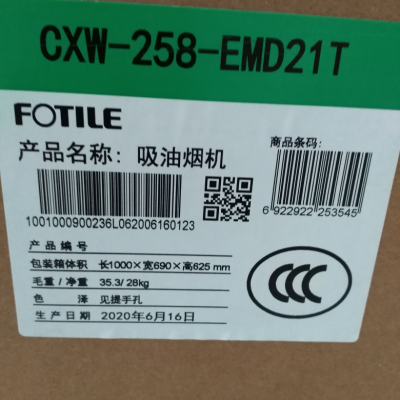 CXW-258-EMD21T
FOTILE
产品名称：吸油烟机
商品条码：
1001000900236L062006160123
6 922922 253545
产品编号
包装箱体积 长1000×宽690×高625 mm
毛重/净重 35.3/28kg
色 泽 见提手孔
生产日期 2020年6月16日
CCC